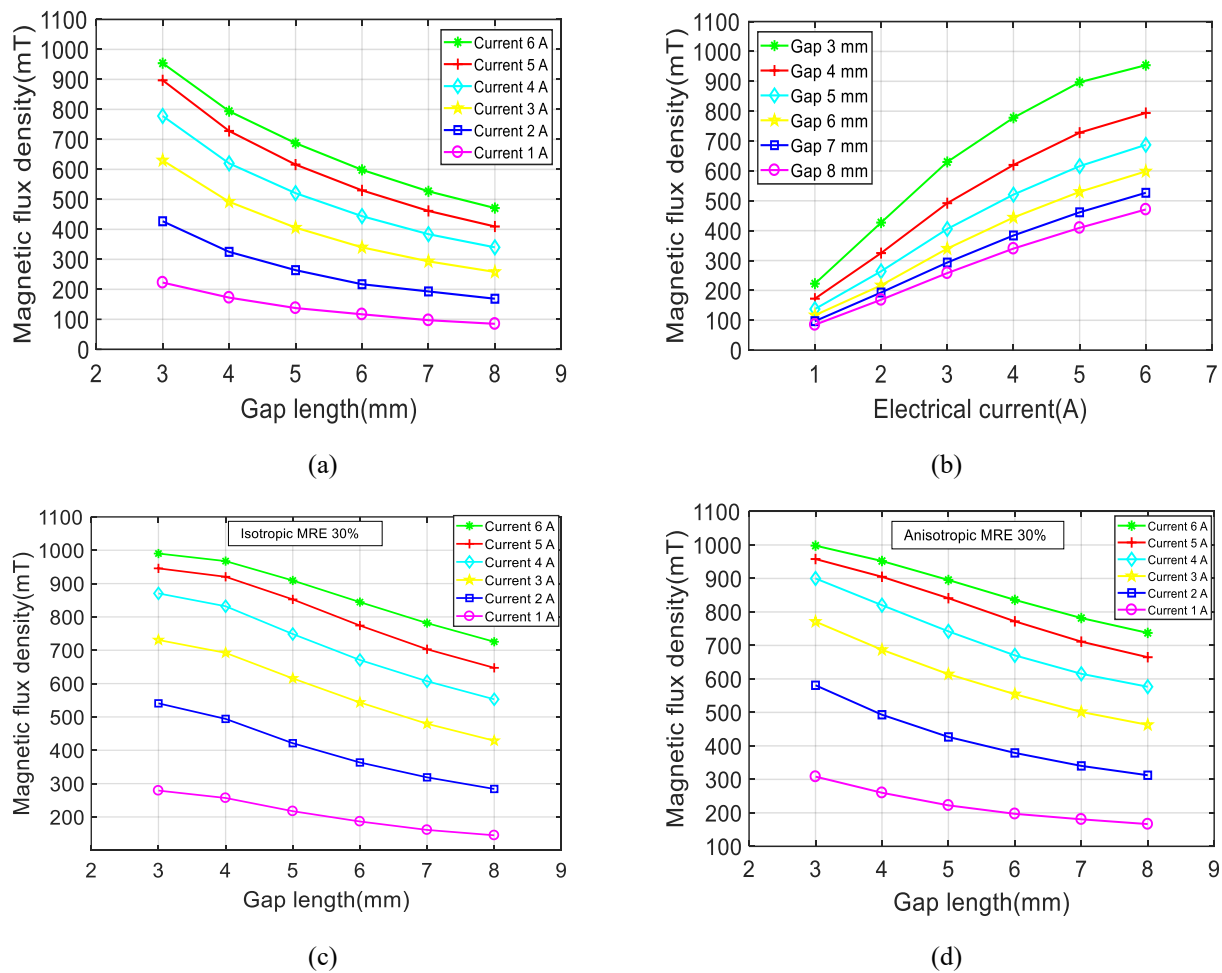 1100
1000
900
800
700
600
500
400
300
200
100
0
2 3 4 5 6 7 8 9
Magnetic flux density(mT)
Gap length(mm)
Current 6 A
Current 5 A
Current 4 A
Current 3 A
Current 2 A
Current 1 A
(a)
1100
1000
900
800
700
600
500
400
300
200
100
0
1 2 3 4 5 6 7
Magnetic flux density(mT)
Electrical current(A)
Gap 3 mm
Gap 4 mm
Gap 5 mm
Gap 6 mm
Gap 7 mm
Gap 8 mm
(b)
1100
1000
900
800
700
600
500
400
300
200
2 3 4 5 6 7 8 9
Magnetic flux density(mT)
Gap length(mm)
Isotropic MRE 30%
Current 6 A
Current 5 A
Current 4 A
Current 3 A
Current 2 A
Current 1 A
(c)
1100
1000
900
800
700
600
500
400
300
200
100
2 3 4 5 6 7 8 9
Magnetic flux density(mT)
Gap length(mm)
Anisotropic MRE 30%
Current 6 A
Current 5 A
Current 4 A
Current 3 A
Current 2 A
Current 1 A
(d)